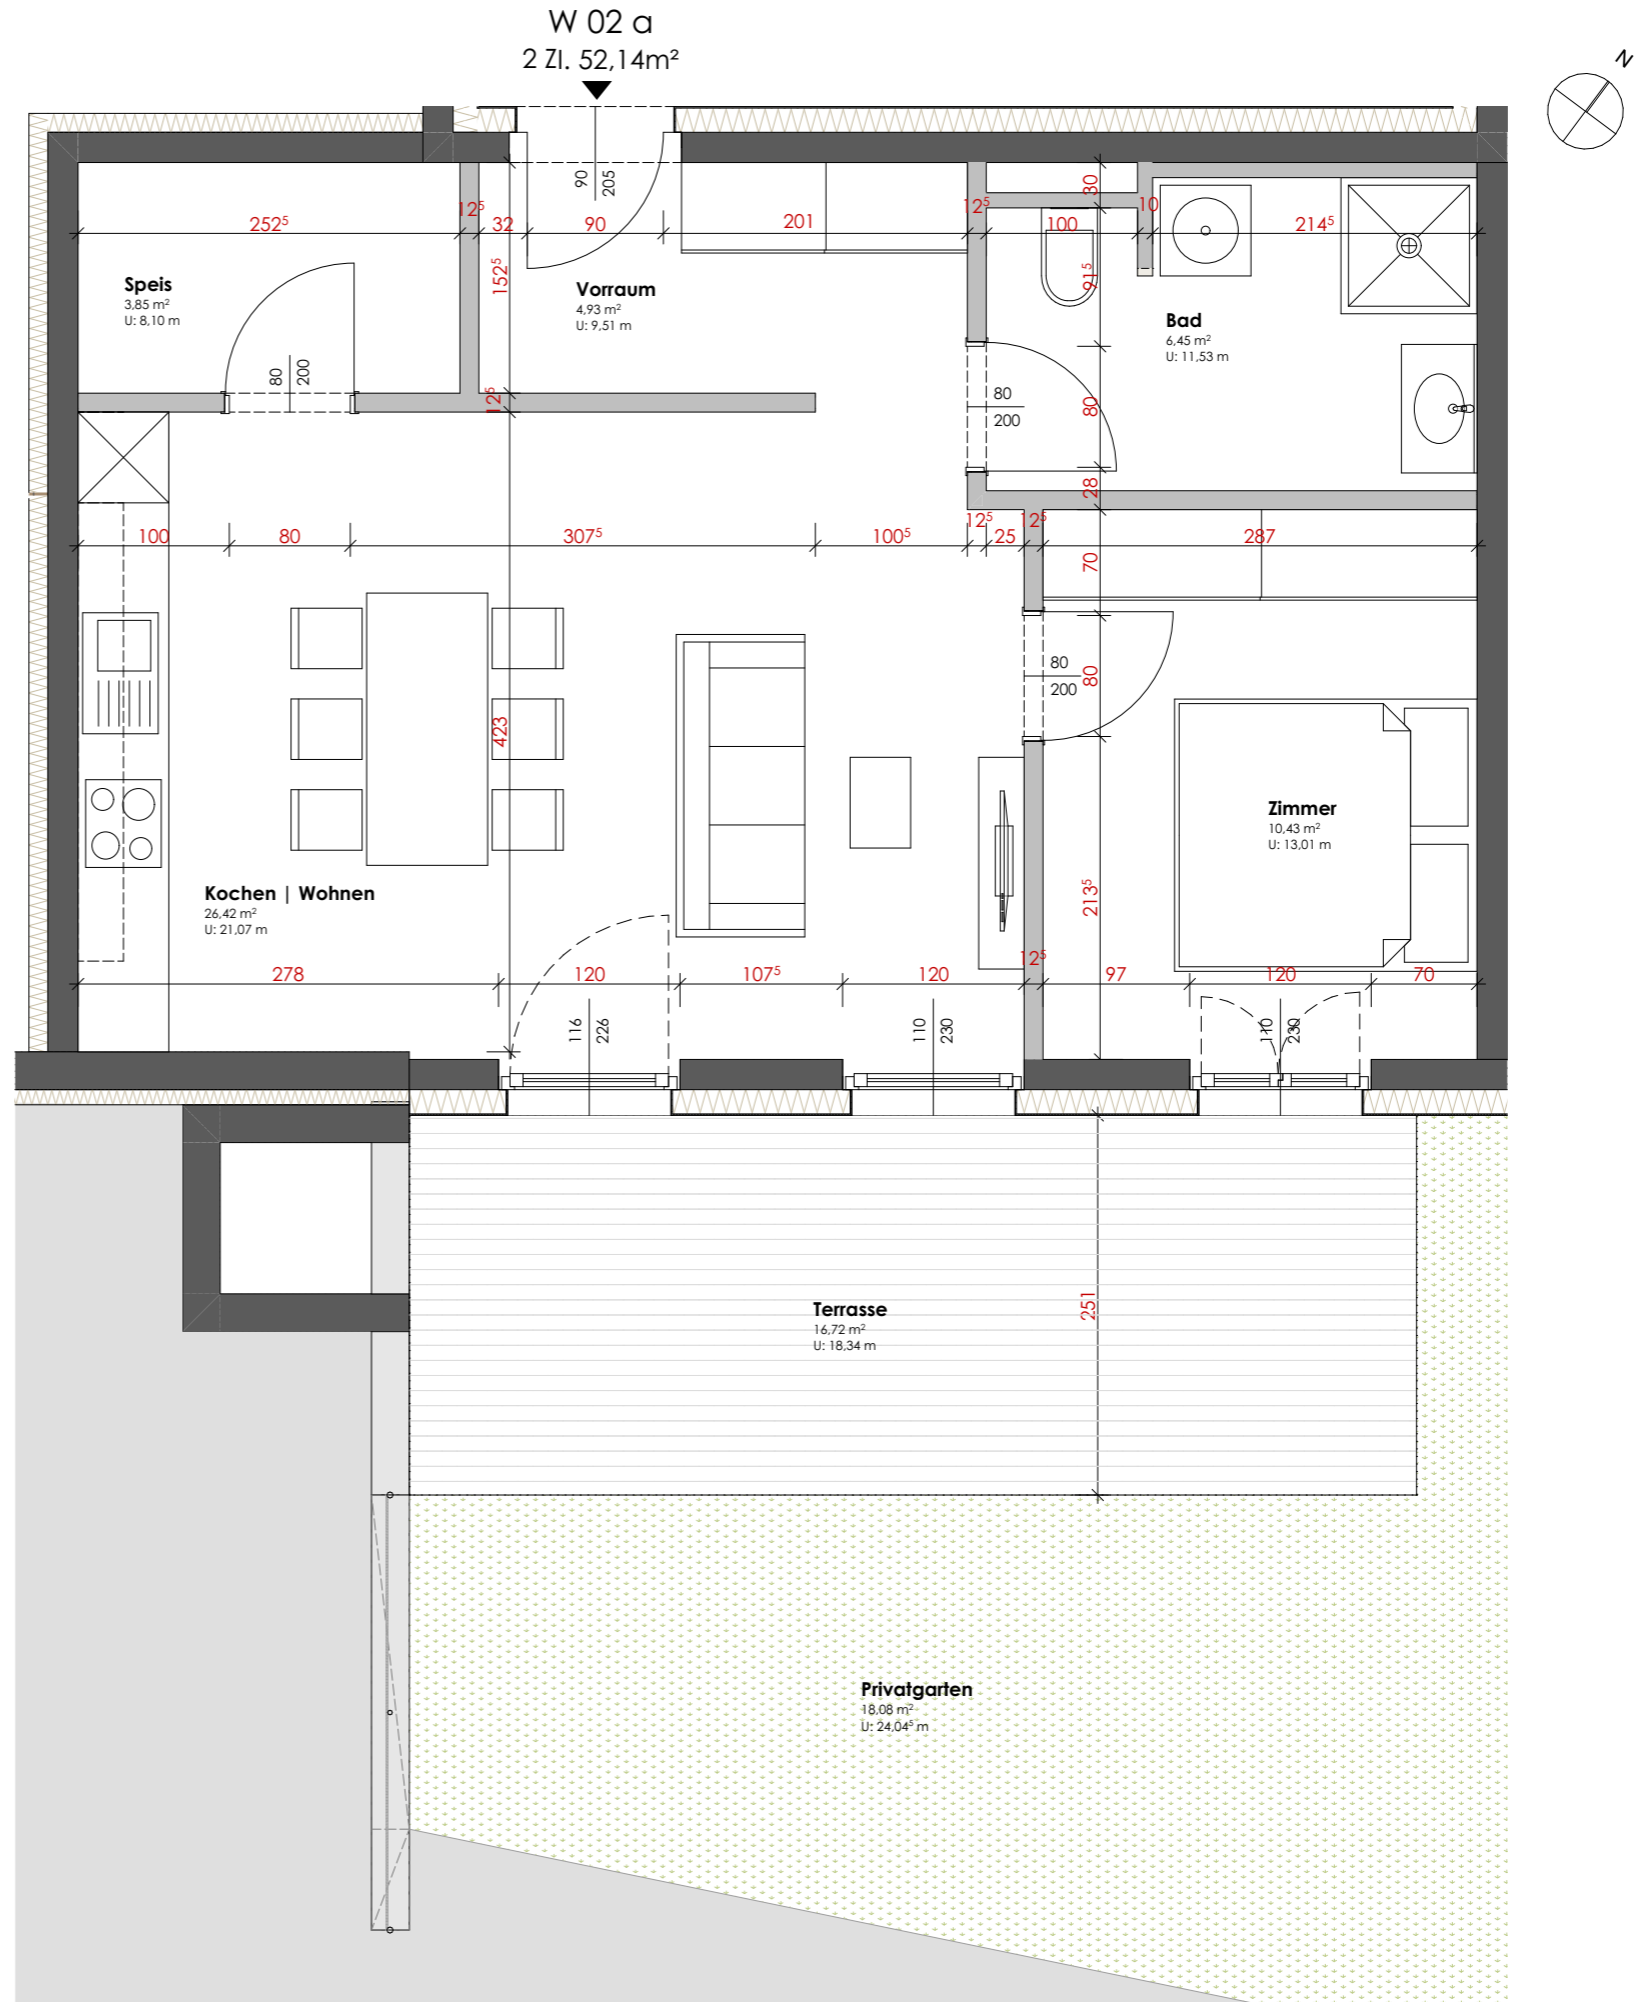 W 02 a
2 ZI. 52,14m²
N
90
205
30
252⁵
12⁵
32
90
201
12⁵
100
10
214⁵
152⁵
91⁵
Speis
3,85 m²
U: 8,10 m
Vorraum
4,93 m²
U: 9,51 m
Bad
6,45 m²
U: 11,53 m
80
200
12⁵
80
200
80
28
100
80
307⁵
100⁵
12⁵
25
12⁵
287
70
80
200
80
423
Zimmer
10,43 m²
U: 13,01 m
Kochen | Wohnen
26,42 m²
U: 21,07 m
213⁵
278
120
107⁵
120
12⁵
97
120
70
116
226
110
230
110
230
251
Terrasse
16,72 m²
U: 18,34 m
Privatgarten
18,08 m²
U: 24,04⁵ m